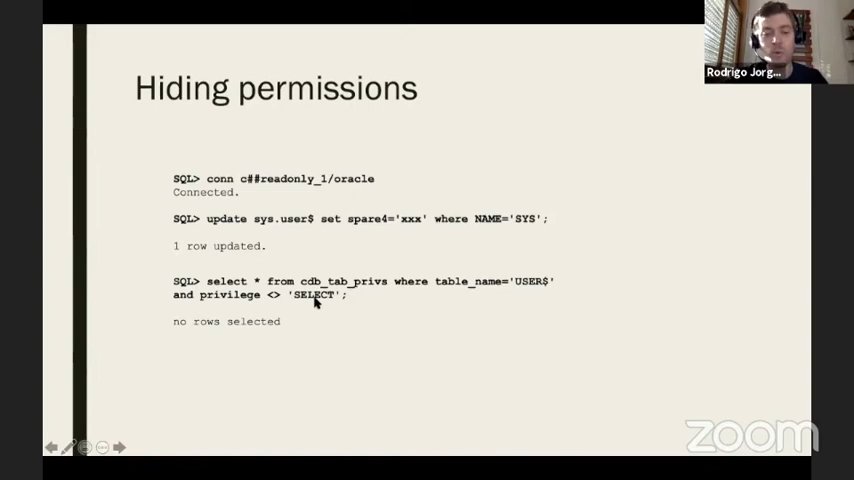 Hiding permissions
Rodrigo Jorg...
SQL> conn c##readonly_1/oracle
Connected.
SQL> update sys.user$ set spare4='xxx' where NAME='SYS';
1 row updated.
SQL> select * from cdb_tab_privs where table_name='USER$'
and privilege <> 'SELECT';
no rows selected
zoom